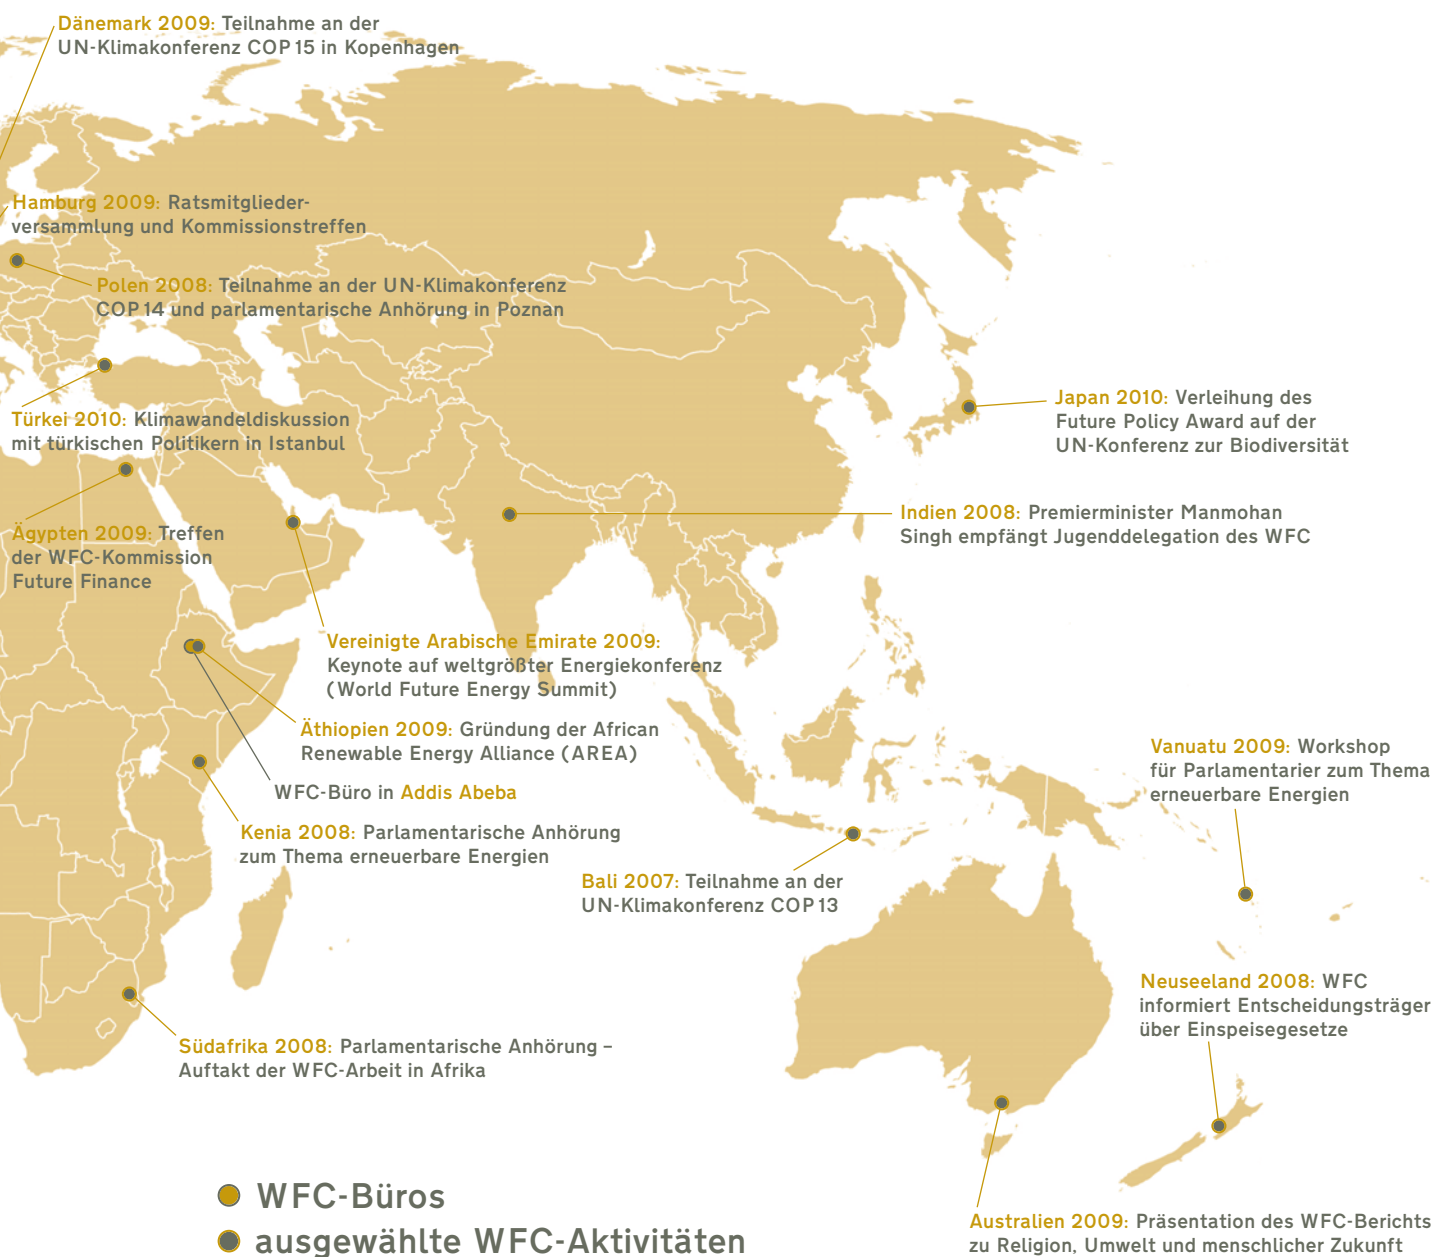 Dänemark 2009: Teilnahme an der
UN-Klimakonferenz COP 15 in Kopenhagen
Hamburg 2009: Ratsmitglieder-
versammlung und Kommissionstreffen
Polen 2008: Teilnahme an der UN-Klimakonferenz
COP 14 und parlamentarische Anhörung in Poznan
Türkei 2010: Klimawandeldiskussion
mit türkischen Politikern in Istanbul
Japan 2010: Verleihung des
Future Policy Award auf der
UN-Konferenz zur Biodiversität
Indien 2008: Premierminister Manmohan
Singh empfängt Jugenddelegation des WFC
Ägypten 2009: Treffen
der WFC-Kommission
Future Finance
Vereinigte Arabische Emirate 2009:
Keynote auf weltgrößter Energiekonferenz
(World Future Energy Summit)
Äthiopien 2009: Gründung der African
Renewable Energy Alliance (AREA)
WFC-Büro in Addis Abeba
Kenia 2008: Parlamentarische Anhörung
zum Thema erneuerbare Energien
Vanuatu 2009: Workshop
für Parlamentarier zum Thema
erneuerbare Energien
Bali 2007: Teilnahme an der
UN-Klimakonferenz COP 13
Neuseeland 2008: WFC
informiert Entscheidungsträger
über Einspeisegesetze
Südafrika 2008: Parlamentarische Anhörung –
Auftakt der WFC-Arbeit in Afrika
WFC-Büros
ausgewählte WFC-Aktivitäten
Australien 2009: Präsentation des WFC-Berichts
zu Religion, Umwelt und menschlicher Zukunft